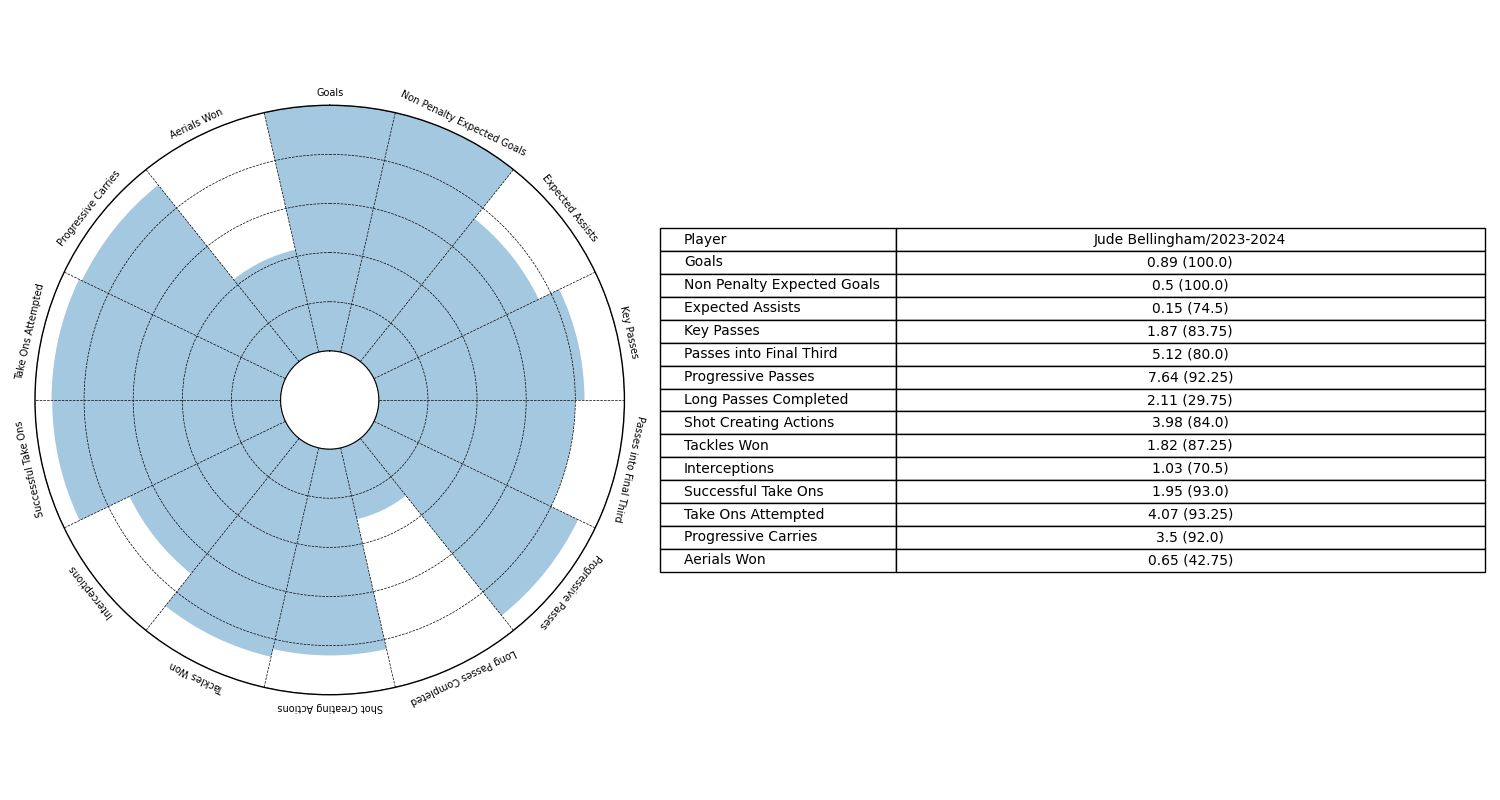 Goals
Non Penalty Expected Goals
Expected Assists
Key Passes
Passes into Final Third
Progressive Passes
Long Passes Completed
Shot Creating Actions
Tackles Won
Interceptions
Successful Take Ons
Take Ons Attempted
Progressive Carries
Aerials Won
Player Jude Bellingham/2023-2024
Goals 0.89 (100.0)
Non Penalty Expected Goals 0.5 (100.0)
Expected Assists 0.15 (74.5)
Key Passes 1.87 (83.75)
Passes into Final Third 5.12 (80.0)
Progressive Passes 7.64 (92.25)
Long Passes Completed 2.11 (29.75)
Shot Creating Actions 3.98 (84.0)
Tackles Won 1.82 (87.25)
Interceptions 1.03 (70.5)
Successful Take Ons 1.95 (93.0)
Take Ons Attempted 4.07 (93.25)
Progressive Carries 3.5 (92.0)
Aerials Won 0.65 (42.75)